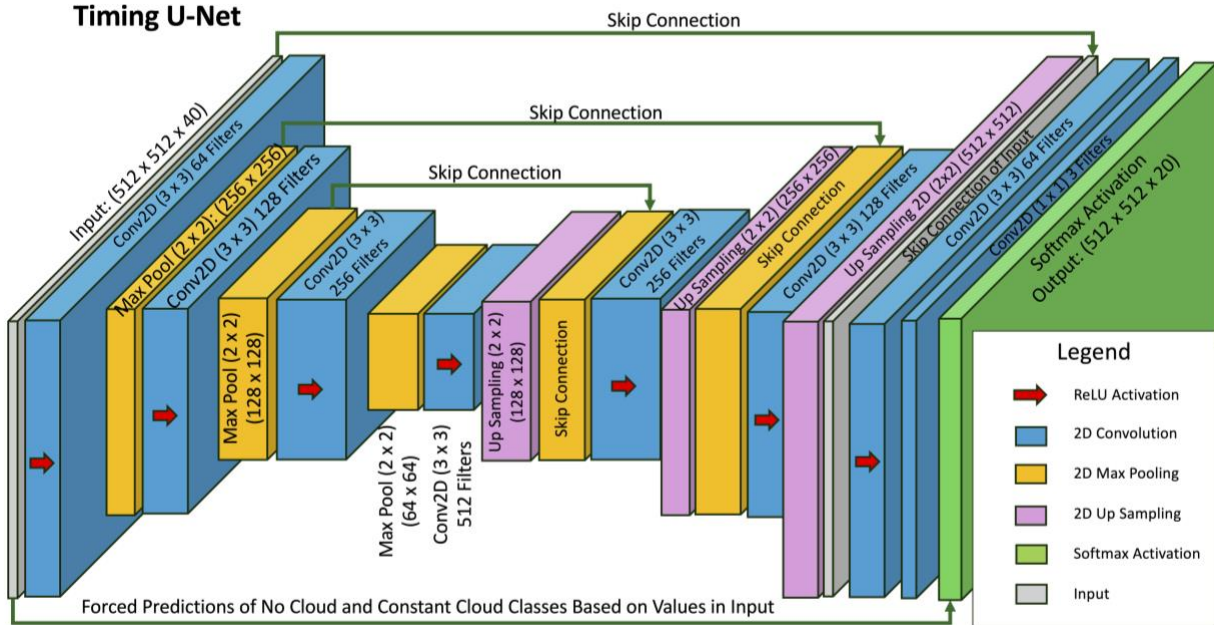 Timing U-Net
Skip Connection
Skip Connection
Skip Connection
Input: (512 x 512 x 40)
Conv2D (3 x 3) 64 Filters
Max Pool (2 x 2): (256 x 256)
Conv2D (3 x 3) 128 Filters
Max Pool (2 x 2)
(128 x 128)
Conv2D (3 x 3)
256 Filters
Max Pool (2 x 2)
(64 x 64)
Conv2D (3 x 3)
512 Filters
Up Sampling (2 x 2)
(128 x 128)
Skip Connection
Conv2D (3 x 3)
256 Filters
Up Sampling (2 x 2) (256 x 256)
Skip Connection
Conv2D (3 x 3) 128 Filters
Up Sampling 2D (2x2) (512 x 512)
Skip Connection of Input
Conv2D (3 x 3) 64 Filters
Conv2D (1 x 1) 3 Filters
Softmax Activation
Output: (512 x 512 x 20)
Forced Predictions of No Cloud and Constant Cloud Classes Based on Values in Input
Legend
ReLU Activation
2D Convolution
2D Max Pooling
2D Up Sampling
Softmax Activation
Input